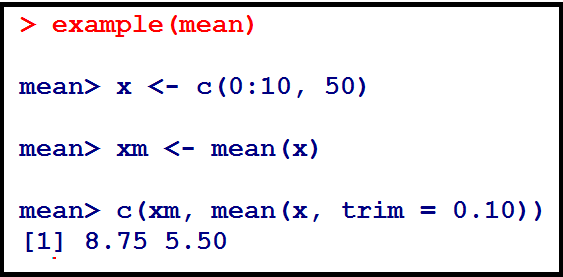 > example(mean)
mean> x <- c(0:10, 50)
mean> xm <- mean(x)
mean> c(xm, mean(x, trim = 0.10))
[1] 8.75 5.50